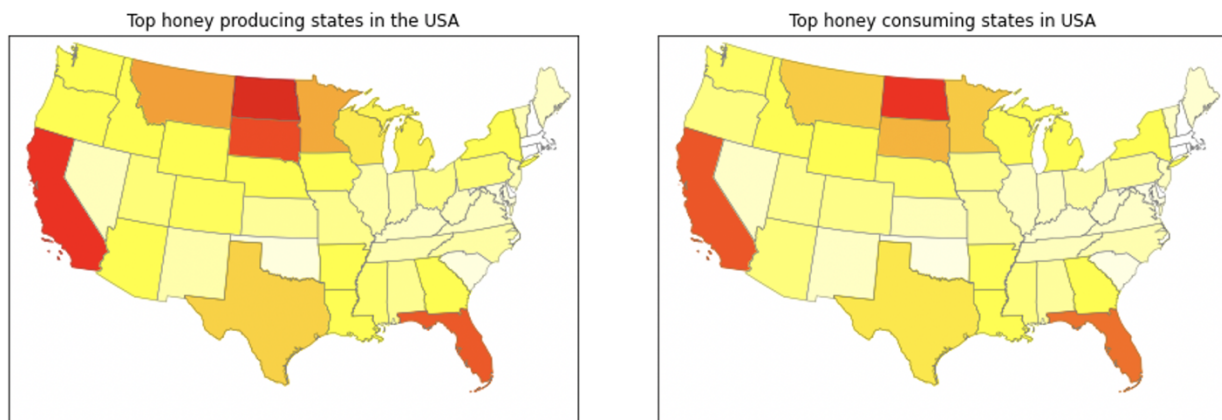 Top honey producing states in the USA
Top honey consuming states in USA